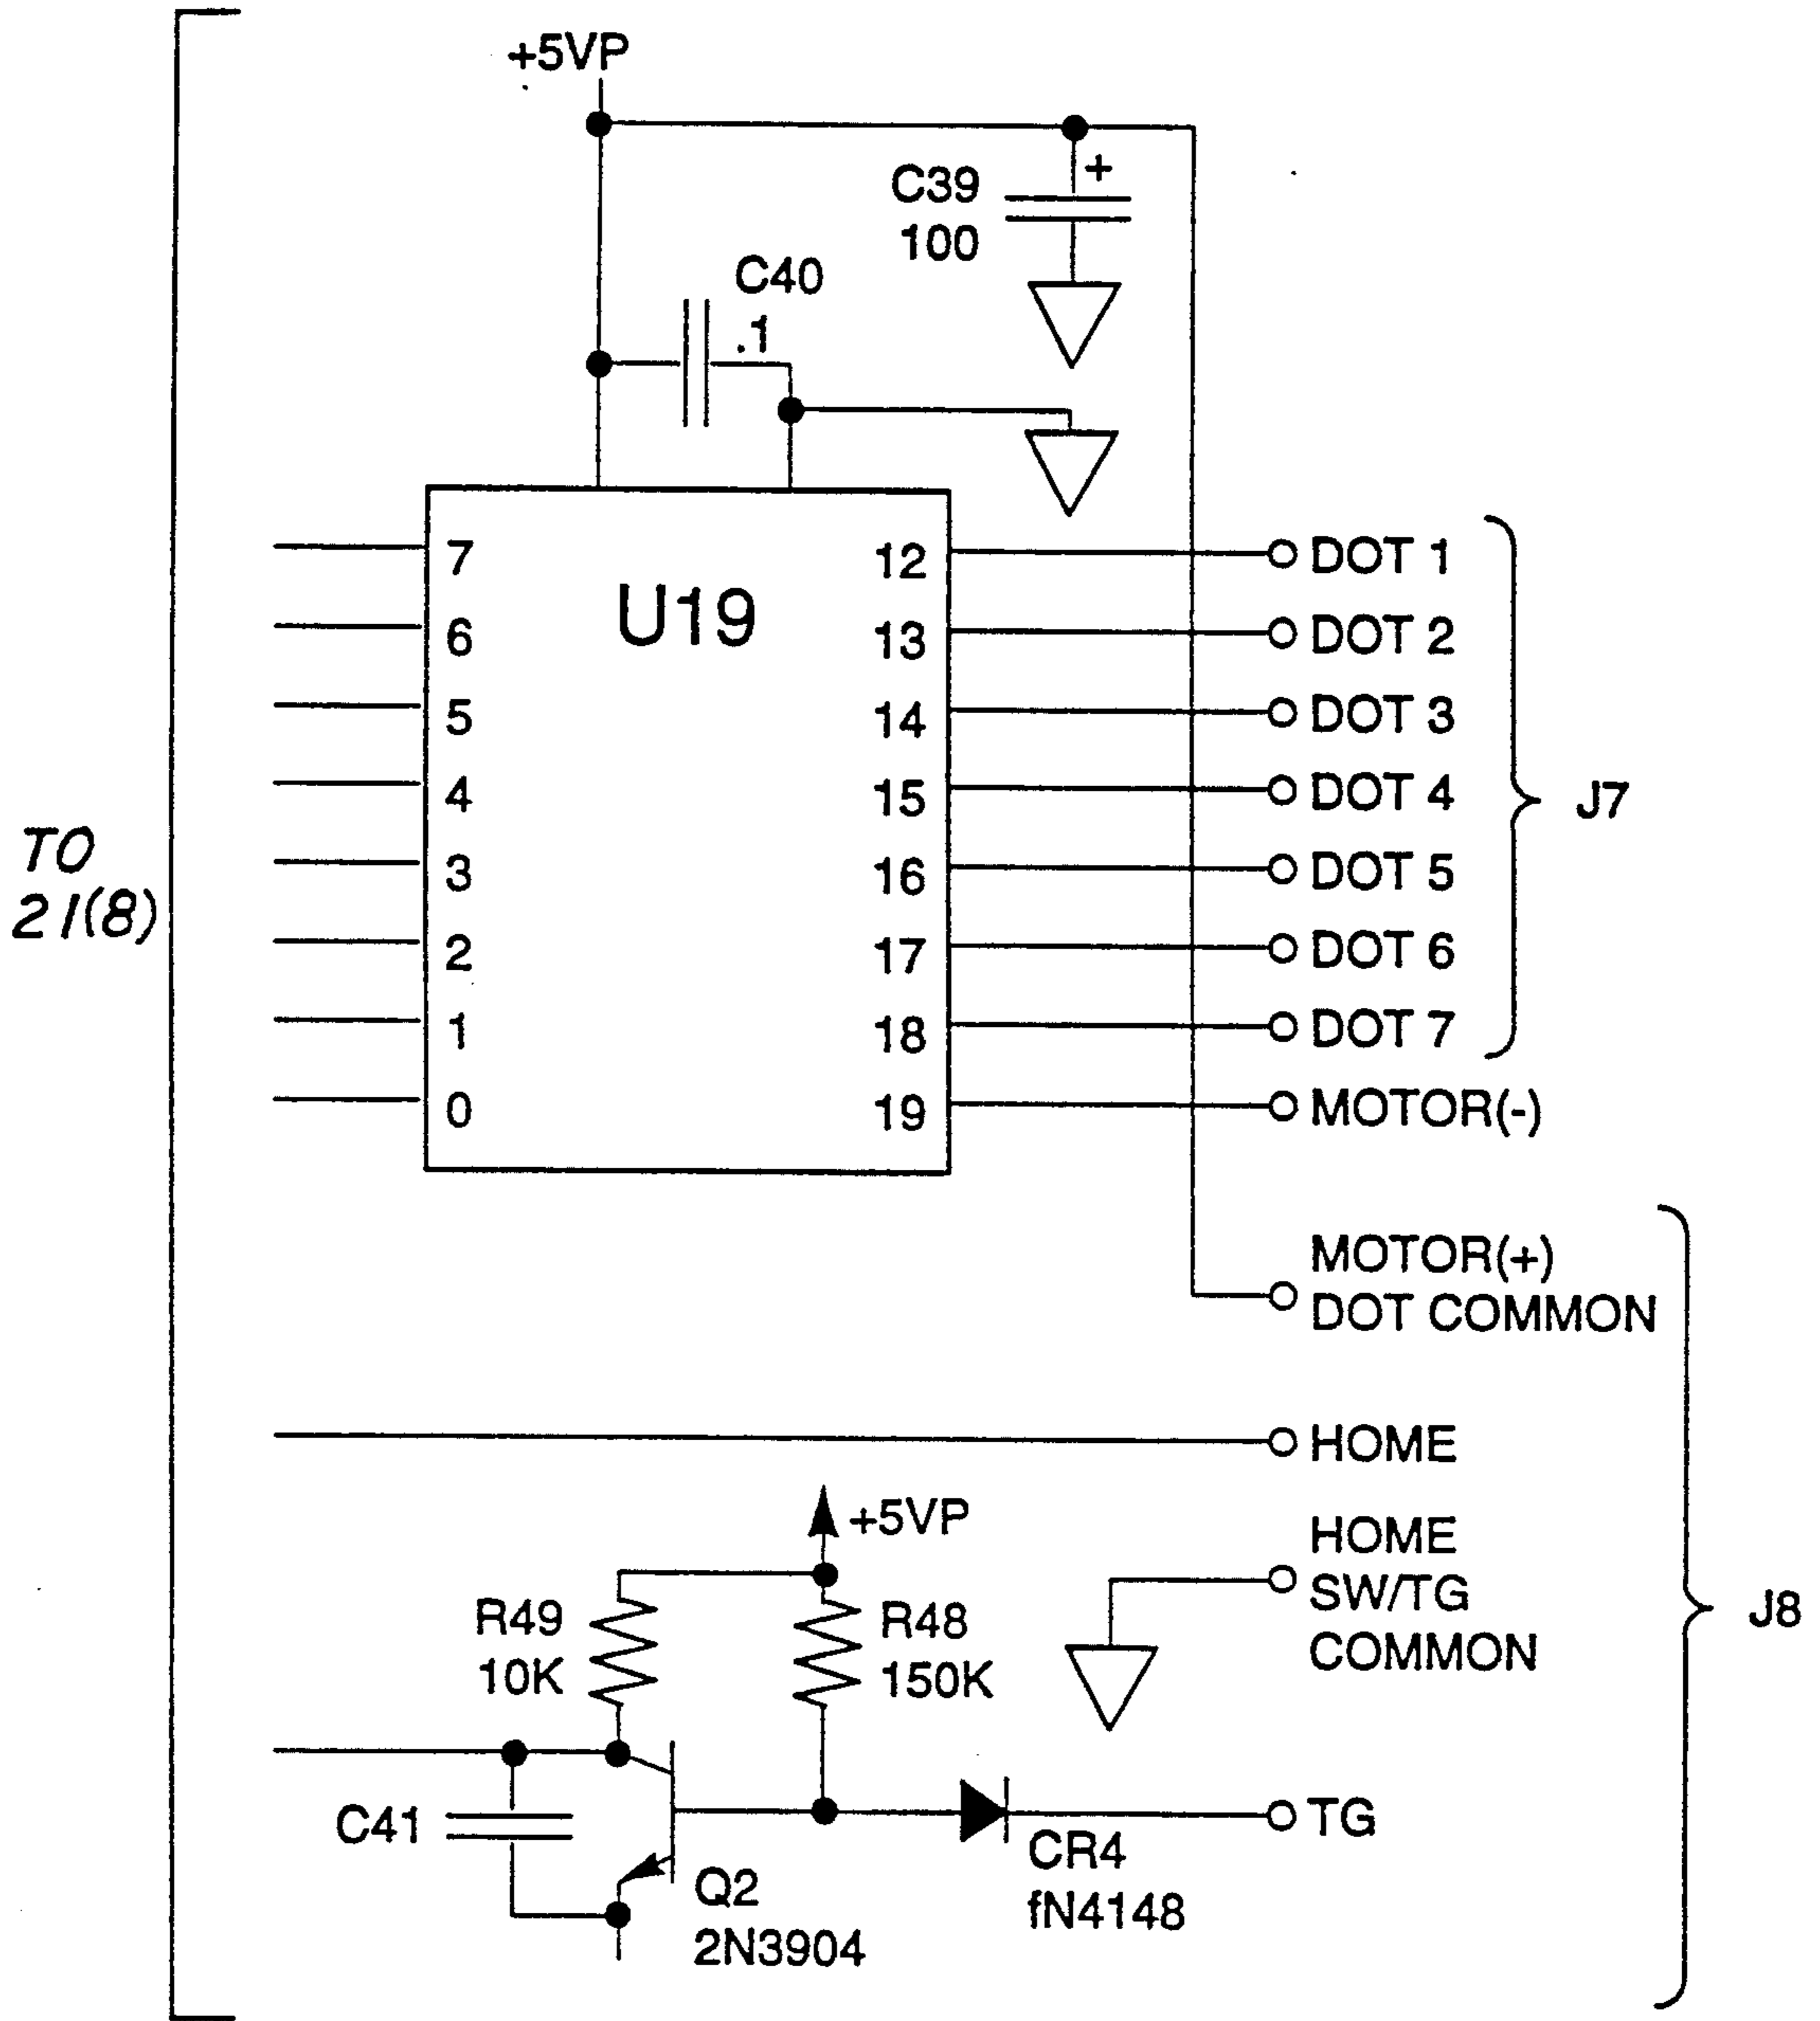 +5VP
C39
100
+
C40
.1
TO
21(8)
U19
7
6
5
4
3
2
1
0
12
13
14
15
16
17
18
19
DOT 1
DOT 2
DOT 3
DOT 4
DOT 5
DOT 6
DOT 7
MOTOR(-)
J7
MOTOR(+)
DOT COMMON
HOME
HOME
SW/TG
COMMON
J8
+5VP
R49
10K
R48
150K
C41
Q2
2N3904
CR4
fN4148
TG